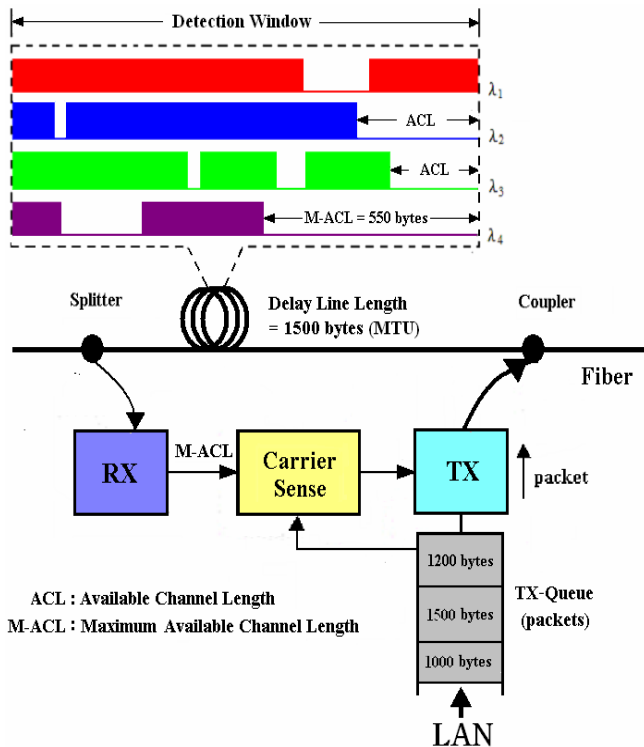 Detection Window
λ1
ACL
λ2
ACL
λ3
M-ACL = 550 bytes
λ4
Splitter
Delay Line Length
= 1500 bytes (MTU)
Coupler
Fiber
RX
M-ACL
Carrier
Sense
TX
packet
1200 bytes
1500 bytes
1000 bytes
TX-Queue
(packets)
ACL : Available Channel Length
M-ACL : Maximum Available Channel Length
LAN